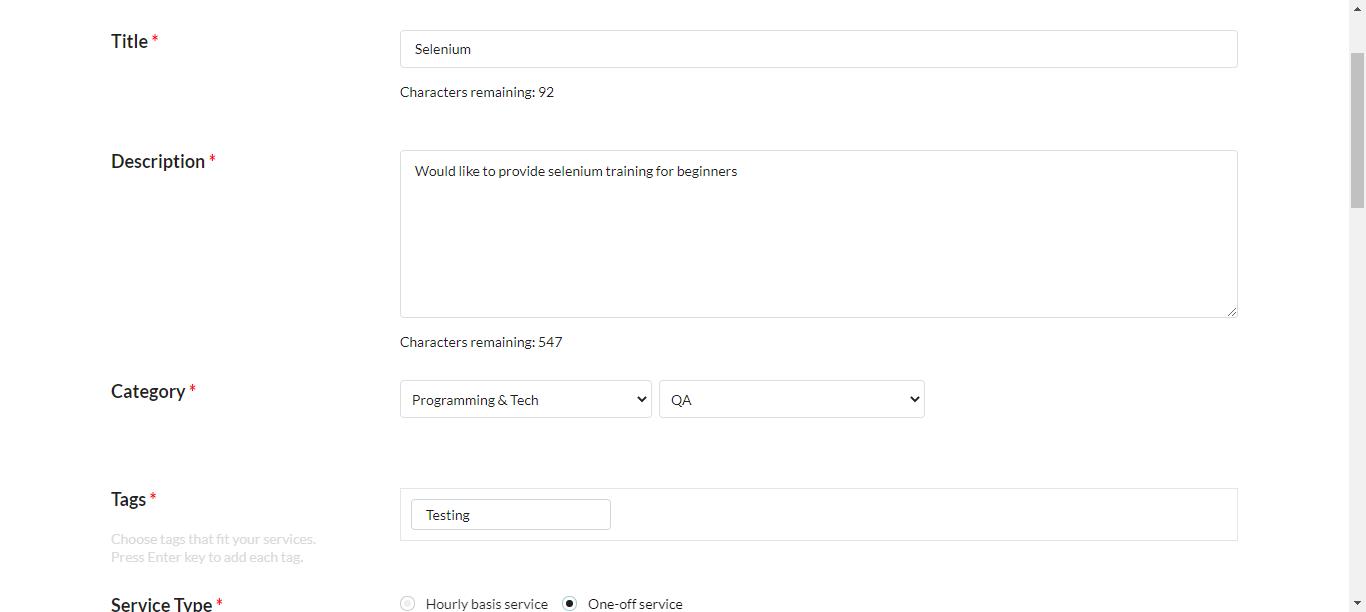 Title *
Selenium
Characters remaining: 92
Description *
Would like to provide selenium training for beginners
Characters remaining: 547
Category *
Programming & Tech
QA
Tags *
Testing
Choose tags that fit your services.
Press Enter key to add each tag.
Service Type *
Hourly basis service
One-off service